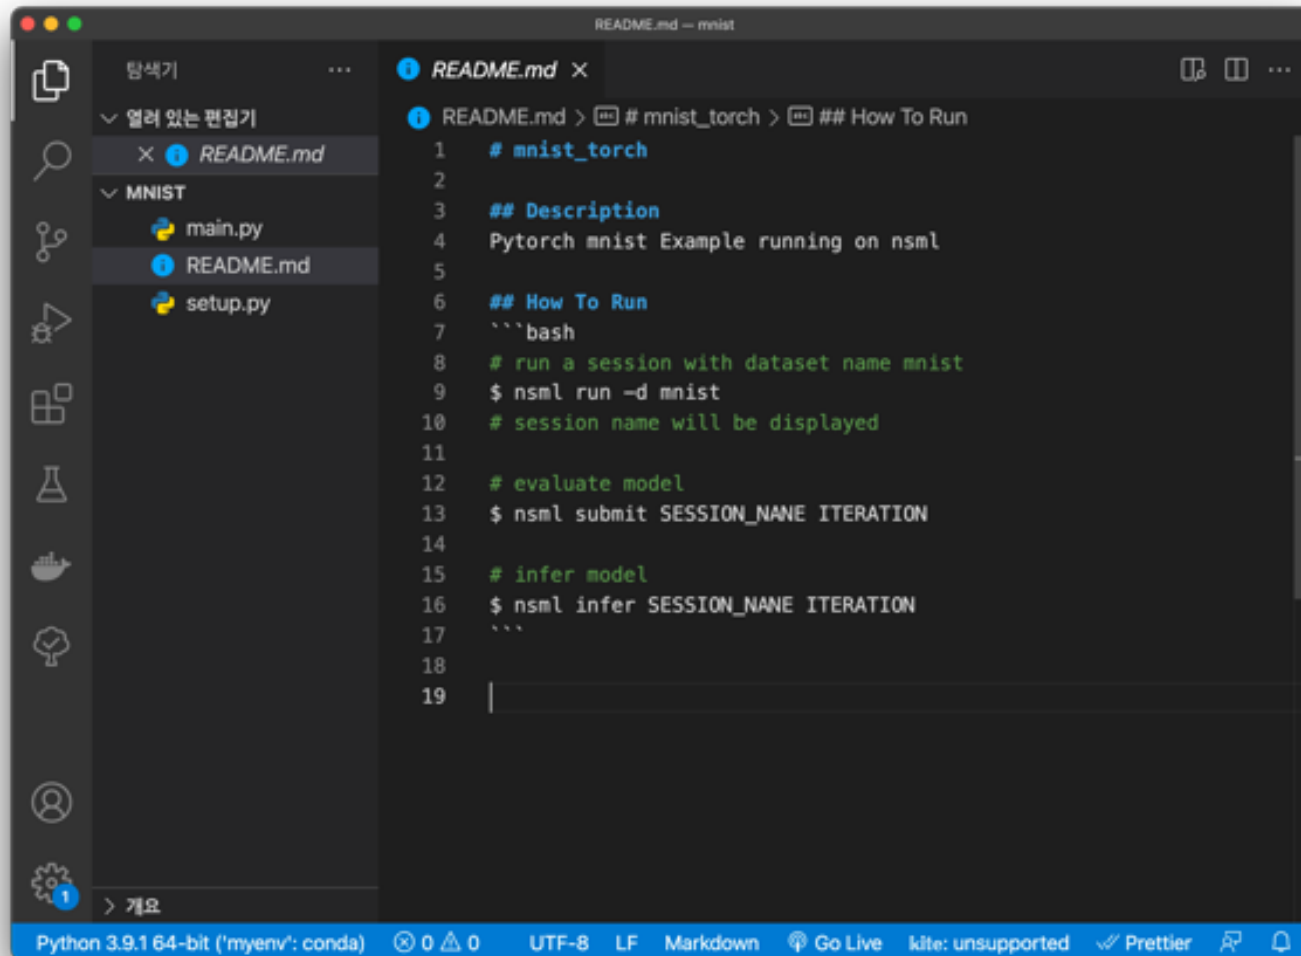 README.md — mnist
탐색기
열려 있는 편집기
README.md
MNIST
main.py
README.md
setup.py
개요
README.md
README.md > # mnist_torch > ## How To Run
1 # mnist_torch
2
3 ## Description
4 Pytorch mnist Example running on nsml
5
6 ## How To Run
7 ```bash
8 # run a session with dataset name mnist
9 $ nsml run -d mnist
10 # session name will be displayed
11
12 # evaluate model
13 $ nsml submit SESSION_NANE ITERATION
14
15 # infer model
16 $ nsml infer SESSION_NANE ITERATION
17 ```
18
19
1
Python 3.9.1 64-bit ('myenv': conda) 0 0 UTF-8 LF Markdown Go Live kite: unsupported Prettier